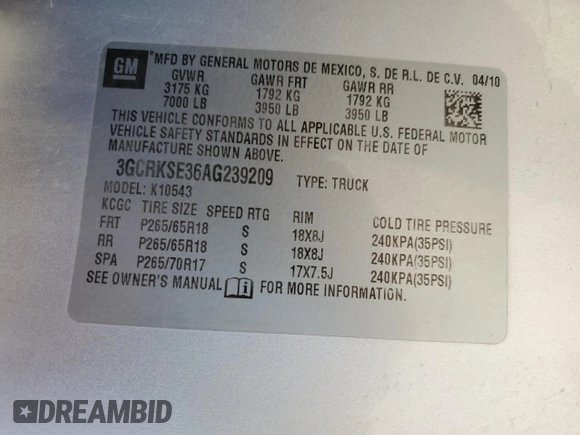 GM
®MFD BY GENERAL MOTORS DE MEXICO, S. DE R.L. DE C.V. 04/10
GVWR GAWR FRT GAWR RR
3175 KG 1792 KG 1792 KG
7000 LB 3950 LB 3950 LB
THIS VEHICLE CONFORMS TO ALL APPLICABLE U.S. FEDERAL MOTOR
VEHICLE SAFETY STANDARDS IN EFFECT ON THE DATE OF
MANUFACTURE SHOWN ABOVE.
3GCRKSE36AG239209 TYPE: TRUCK
MODEL: K10543
KCGC TIRE SIZE SPEED RTG RIM COLD TIRE PRESSURE
FRT P265/65R18 S 18X8J 240KPA(35PSI)
RR P265/65R18 S 18X8J 240KPA(35PSI)
SPA P265/70R17 S 17X7.5J 240KPA(35PSI)
SEE OWNER'S MANUAL FOR MORE INFORMATION.
DREAMBID